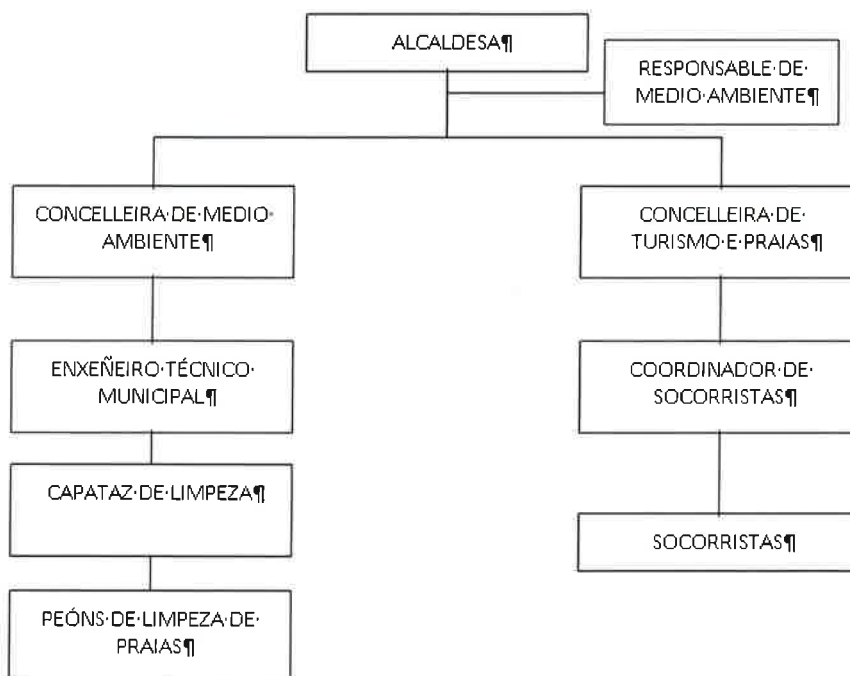 ALCALDESA¶
RESPONSABLE·DE·
MEDIO·AMBIENTE¶
CONCELLEIRA·DE·MEDIO·
AMBIENTE¶
CONCELLEIRA·DE·
TURISMO·E·PRAIAS¶
ENXEÑEIRO·TÉCNICO·
MUNICIPAL¶
COORDINADOR·DE·
SOCORRISTAS¶
CAPATAZ·DE·LIMPEZA¶
SOCORRISTAS¶
PEÓNS·DE·LIMPEZA·DE·
PRAIAS¶